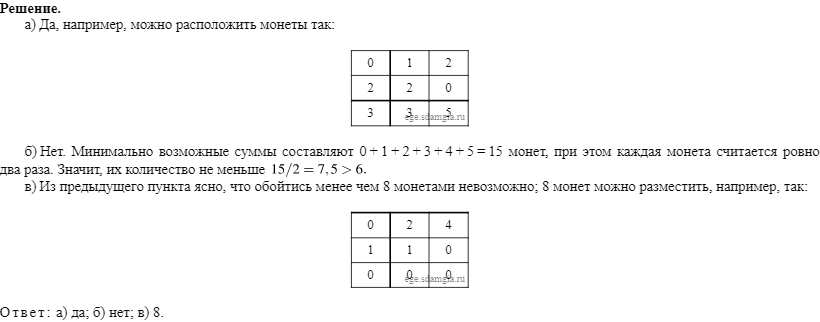 Решение.
а) Да, например, можно расположить монеты так:
0 1 2
2 2 0
3 3 5
ege.sdamgia.ru
б) Нет. Минимально возможные суммы составляют 0 + 1 + 2 + 3 + 4 + 5 = 15 монет, при этом каждая монета считается ровно
два раза. Значит, их количество не меньше 15/2 = 7,5 > 6.
в) Из предыдущего пункта ясно, что обойтись менее чем 8 монетами невозможно; 8 монет можно разместить, например, так:
0 2 4
1 1 0
0 0 0
ege.sdamgia.ru
Ответ: а) да; б) нет; в) 8.